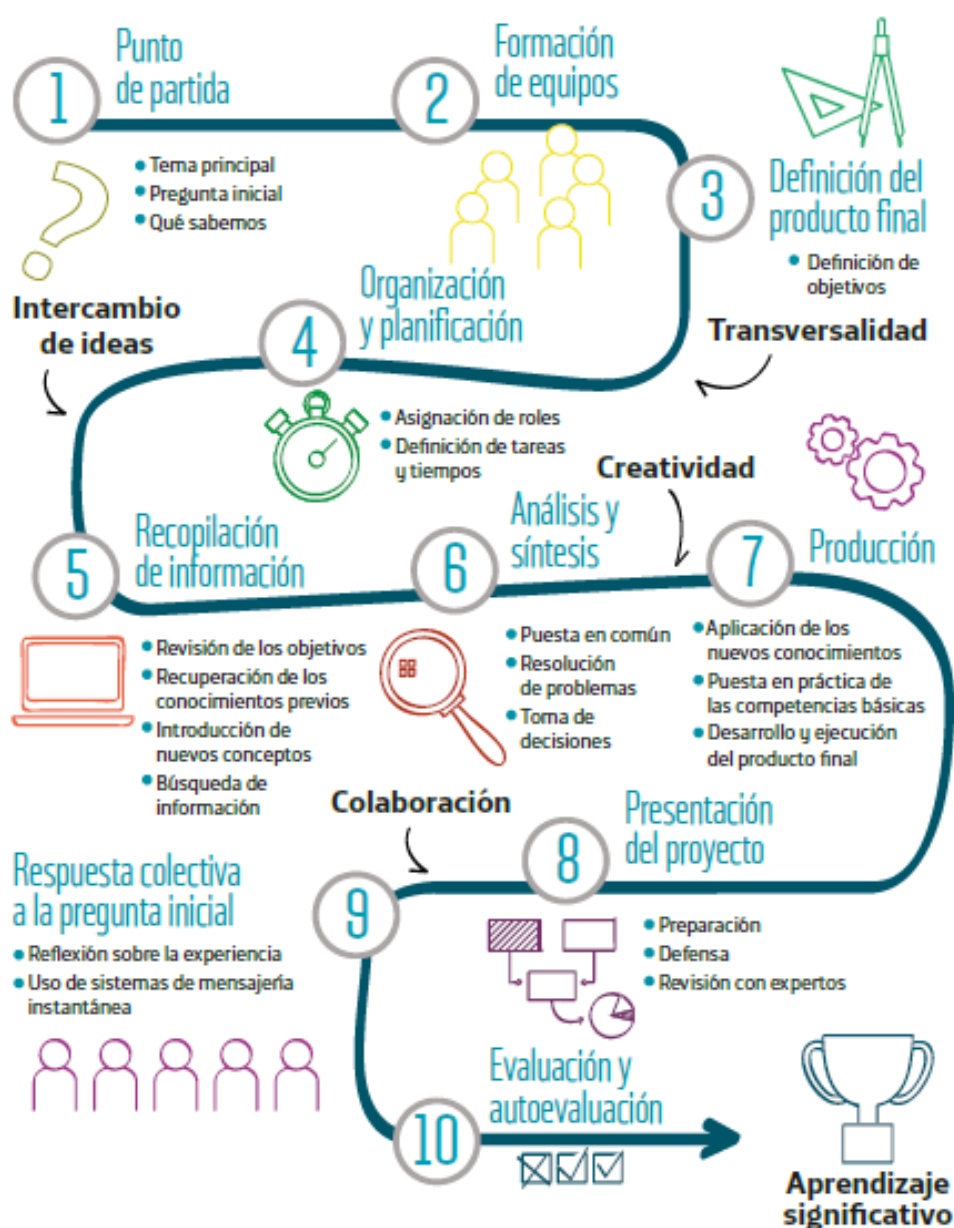 1
Punto
de partida
• Tema principal
• Pregunta inicial
• Qué sabemos
2
Formación
de equipos
3
Definición del
producto final
• Definición de
objetivos
Transversalidad
4
Organización
y planificación
• Asignación de roles
• Definición de tareas
y tiempos
Intercambio
de ideas
5
Recopilación
de información
• Revisión de los objetivos
• Recuperación de los
conocimientos previos
• Introducción de
nuevos conceptos
• Búsqueda de
información
6
Análisis y
síntesis
• Puesta en común
• Resolución
de problemas
• Toma de
decisiones
Creatividad
7
Producción
• Aplicación de los
nuevos conocimientos
• Puesta en práctica de
las competencias básicas
• Desarrollo y ejecución
del producto final
8
Presentación
del proyecto
• Preparación
• Defensa
• Revisión con expertos
Colaboración
9
Respuesta colectiva
a la pregunta inicial
• Reflexión sobre la experiencia
• Uso de sistemas de mensajería
instantánea
10
Evaluación y
autoevaluación
Aprendizaje
significativo